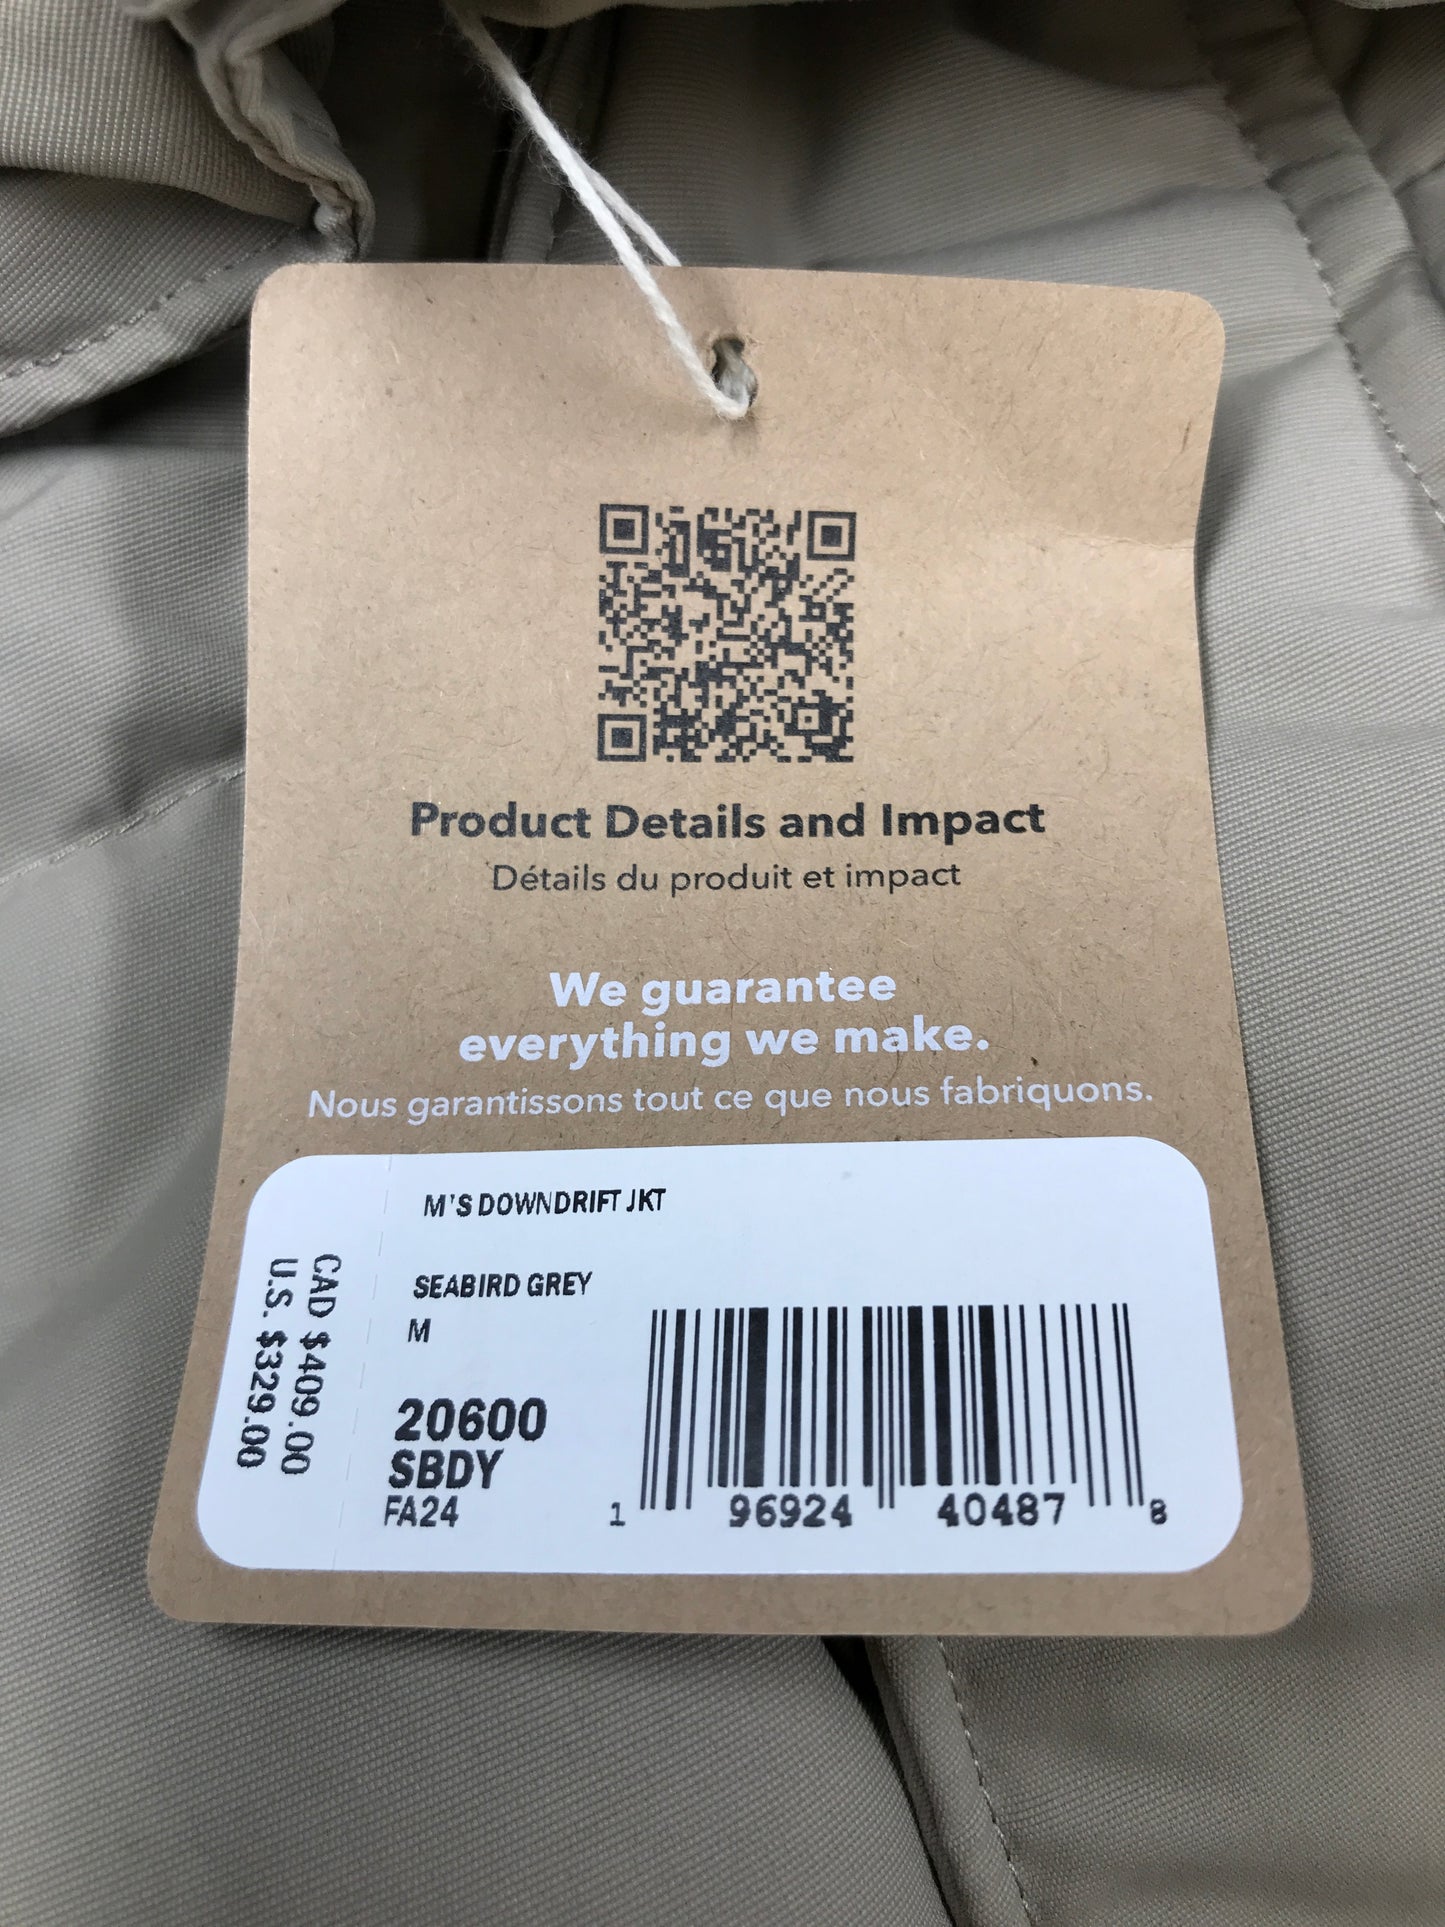 Product Details and Impact
Détails du produit et impact
We guarantee
everything we make.
Nous garantissons tout ce que nous fabriquons.
M'S DOWNDRIFT JKT
SEABIRD GREY
M
20600
SBDY
FA24
CAD $409.00
U.S. $329.00
1 96924 40487 8